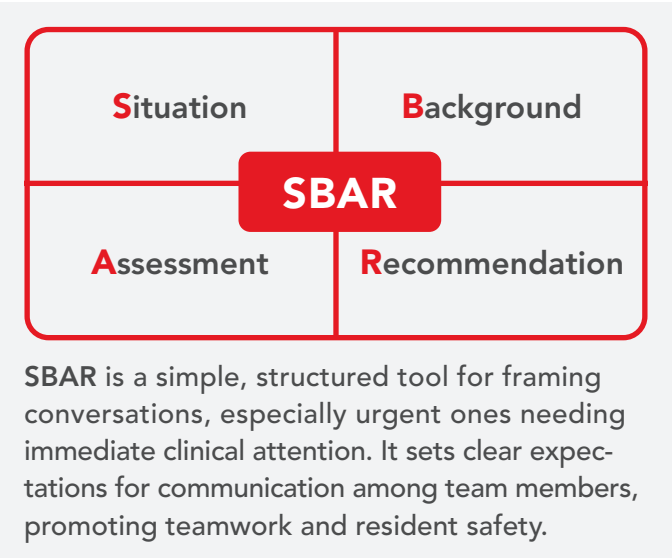 Situation
Background
SBAR
Assessment
Recommendation
SBAR is a simple, structured tool for framing
conversations, especially urgent ones needing
immediate clinical attention. It sets clear expec-
tations for communication among team members,
promoting teamwork and resident safety.